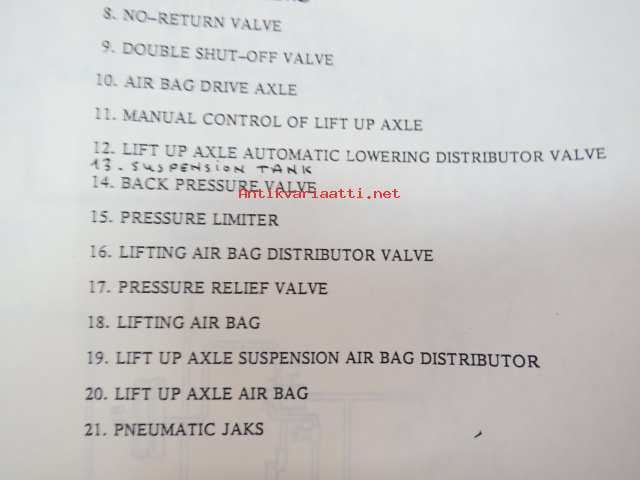 8. NO-RETURN VALVE
9. DOUBLE SHUT-OFF VALVE
10. AIR BAG DRIVE AXLE
11. MANUAL CONTROL OF LIFT UP AXLE
12. LIFT UP AXLE AUTOMATIC LOWERING DISTRIBUTOR VALVE
13. SUSPENSION TANK
14. BACK PRESSURE VALVE
Antikvariaatti.net
15. PRESSURE LIMITER
16. LIFTING AIR BAG DISTRIBUTOR VALVE
17. PRESSURE RELIEF VALVE
18. LIFTING AIR BAG
19. LIFT UP AXLE SUSPENSION AIR BAG DISTRIBUTOR
20. LIFT UP AXLE AIR BAG
21. PNEUMATIC JAKS